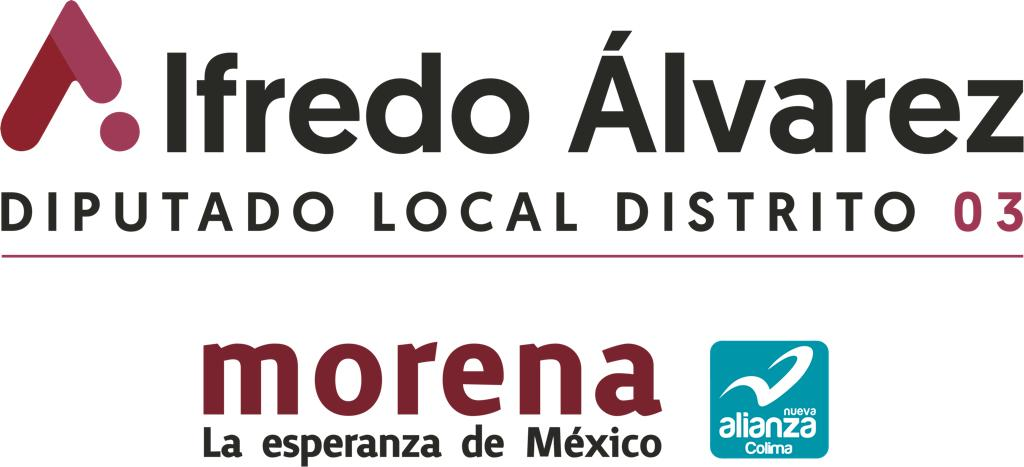 Alfredo Álvarez
DIPUTADO LOCAL DISTRITO 03
morena
La esperanza de México
nueva
alianza
Colima